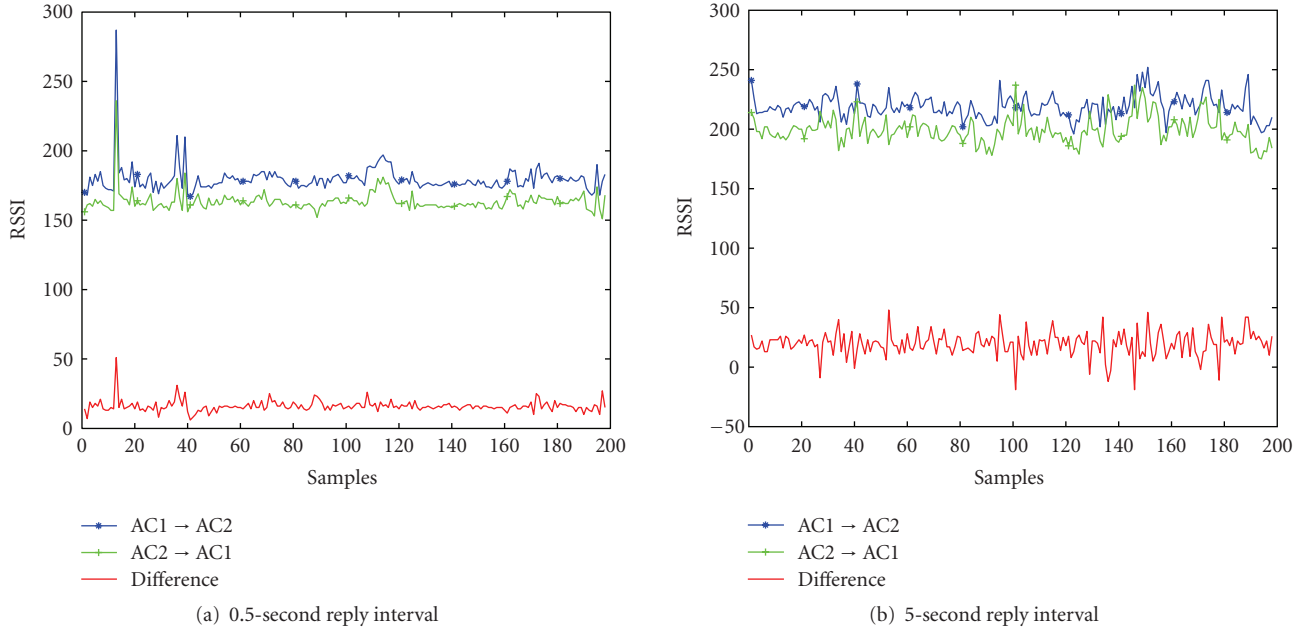 300
250
200
150
100
50
0
RSSI
0 20 40 60 80 100 120 140 160 180 200
Samples
AC1 → AC2
AC2 → AC1
Difference
(a) 0.5-second reply interval
300
250
200
150
100
50
0
−50
RSSI
0 20 40 60 80 100 120 140 160 180 200
Samples
AC1 → AC2
AC2 → AC1
Difference
(b) 5-second reply interval